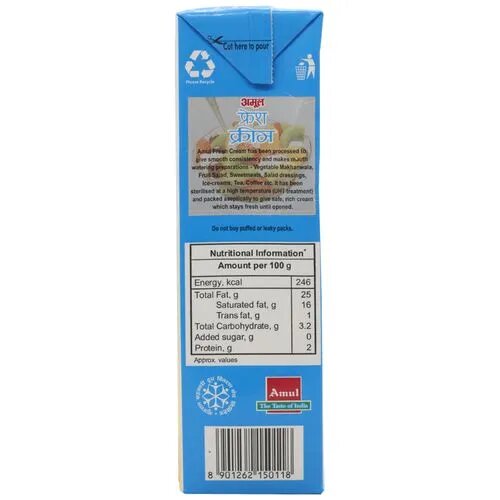 Cut here to pour
Please Recycle
अमूल
फ्रेश
क्रीम
Amul Fresh Cream has been processed to
give smooth consistency and makes mouth
watering preparations - Vegetable Makhanwala,
Fruit Salad, Sweetmeats, Salad dressings,
Ice-creams, Tea, Coffee etc. It has been
sterilised at a high temperature (UHT treatment)
and packed aseptically to give safe, rich cream
which stays fresh until opened.
Do not buy puffed or leaky packs.
Nutritional Information*
Amount per 100 g
Energy, kcal 246
Total Fat, g 25
Saturated fat, g 16
Trans fat, g 1
Total Carbohydrate, g 3.2
Added sugar, g 0
Protein, g 2
Approx. values
Amul
The Taste of India
8 901262 150118